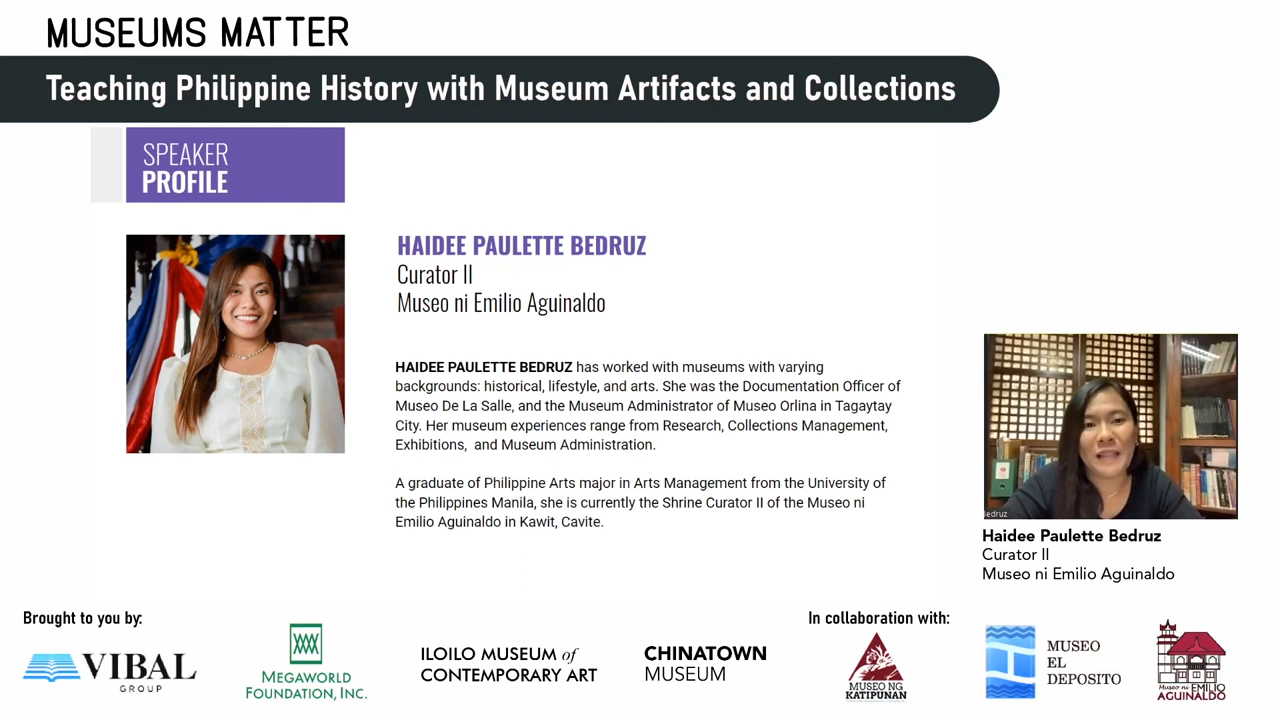 MUSEUMS MATTER
Teaching Philippine History with Museum Artifacts and Collections
SPEAKER
PROFILE
HAIDEE PAULETTE BEDRUZ
Curator II
Museo ni Emilio Aguinaldo
HAIDEE PAULETTE BEDRUZ has worked with museums with varying
backgrounds: historical, lifestyle, and arts. She was the Documentation Officer of
Museo De La Salle, and the Museum Administrator of Museo Orlina in Tagaytay
City. Her museum experiences range from Research, Collections Management,
Exhibitions, and Museum Administration.
A graduate of Philippine Arts major in Arts Management from the University of
the Philippines Manila, she is currently the Shrine Curator II of the Museo ni
Emilio Aguinaldo in Kawit, Cavite.
Bedruz
Haidee Paulette Bedruz
Curator II
Museo ni Emilio Aguinaldo
Brought to you by:
VIBAL
GROUP
MEGAWORLD
FOUNDATION, INC.
ILOILO MUSEUM of
CONTEMPORARY ART
CHINATOWN
MUSEUM
In collaboration with:
MUSEO NG
KATIPUNAN
MUSEO
EL
DEPOSITO
Museo ni EMILIO
AGUINALDO